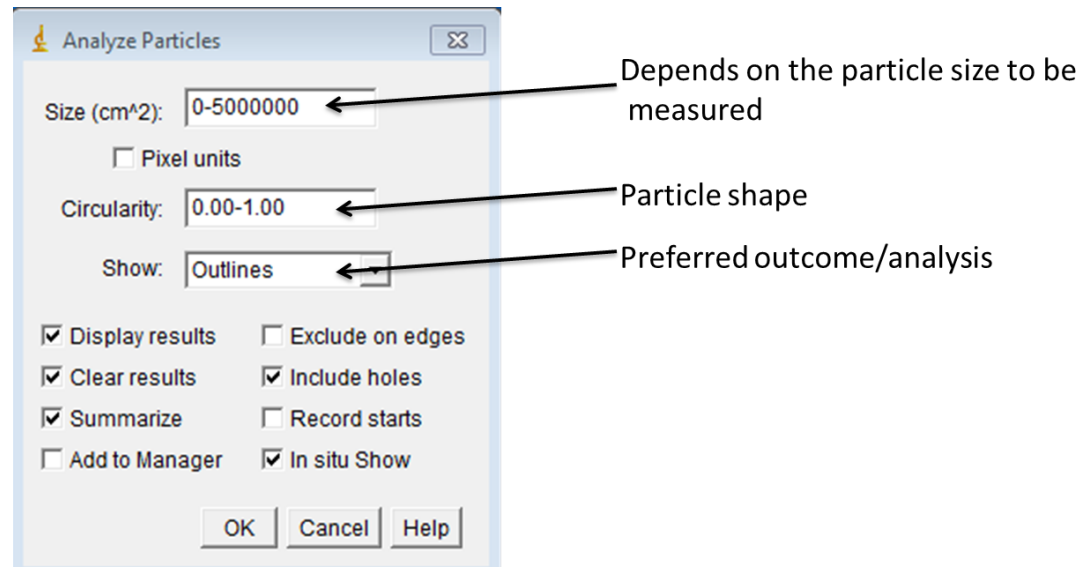 Analyze Particles
Size (cm^2): 0-5000000
Depends on the particle size to be
measured
Pixel units
Circularity: 0.00-1.00
Particle shape
Show: Outlines
Preferred outcome/analysis
Display results Exclude on edges
Clear results Include holes
Summarize Record starts
Add to Manager In situ Show
OK Cancel Help